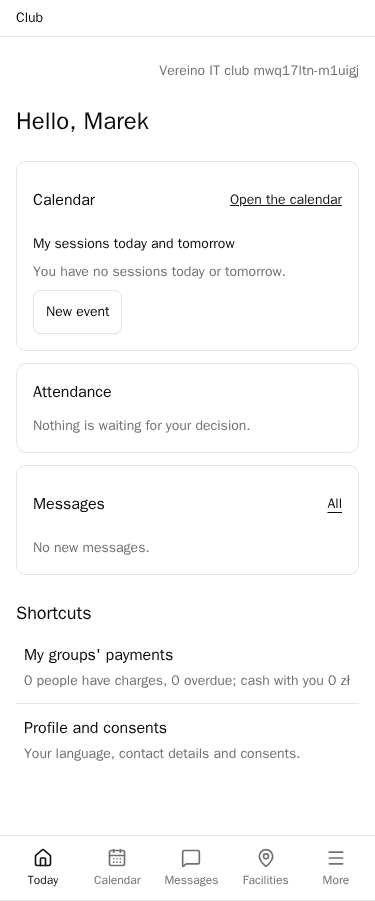 Club
Vereino IT club mwq17ltn-m1uigj
Hello, Marek
Calendar
Open the calendar
My sessions today and tomorrow
You have no sessions today or tomorrow.
New event
Attendance
Nothing is waiting for your decision.
Messages
All
No new messages.
Shortcuts
My groups' payments
0 people have charges, 0 overdue; cash with you 0 zł
Profile and consents
Your language, contact details and consents.
Today
Calendar
Messages
Facilities
More